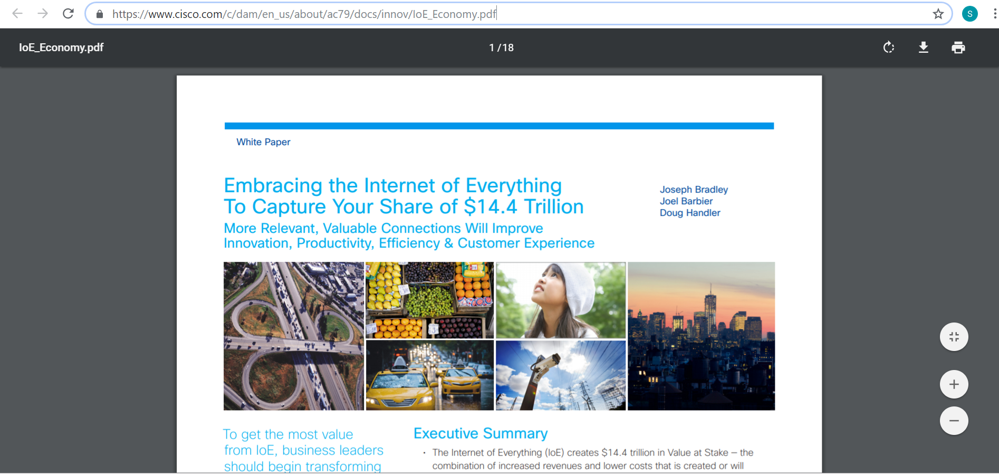 https://www.cisco.com/c/dam/en_us/about/ac79/docs/innov/IoE_Economy.pdf
S
IoE_Economy.pdf
1 / 18
White Paper
Embracing the Internet of Everything
To Capture Your Share of $14.4 Trillion
More Relevant, Valuable Connections Will Improve
Innovation, Productivity, Efficiency & Customer Experience
Joseph Bradley
Joel Barbier
Doug Handler
To get the most value
from IoE, business leaders
should begin transforming
Executive Summary
• The Internet of Everything (IoE) creates $14.4 trillion in Value at Stake — the
combination of increased revenues and lower costs that is created or will